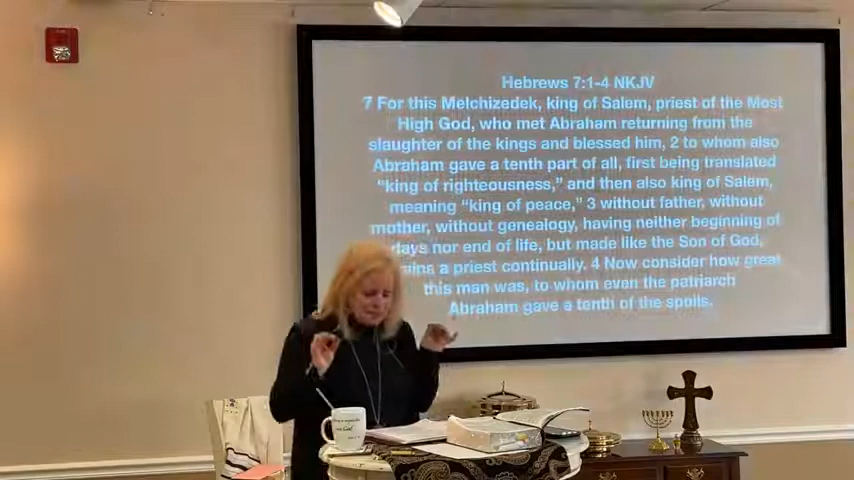 Hebrews 7:1-4 NKJV
7 For this Melchizedek, king of Salem, priest of the Most
High God, who met Abraham returning from the
slaughter of the kings and blessed him, 2 to whom also
Abraham gave a tenth part of all, first being translated
“king of righteousness,” and then also king of Salem,
meaning “king of peace,” 3 without father, without
mother, without genealogy, having neither beginning of
days nor end of life, but made like the Son of God,
a priest continually. 4 Now consider how great
this man was, to whom even the patriarch
Abraham gave a tenth of the spoils.